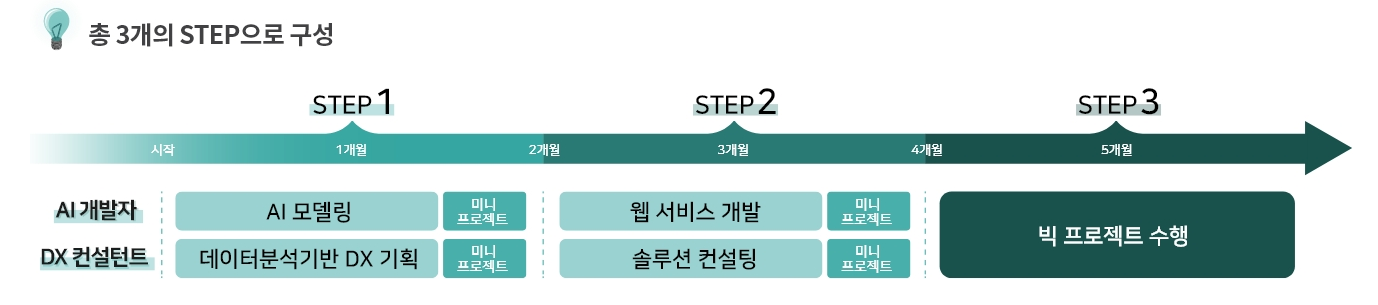 총 3개의 STEP으로 구성
STEP 1
STEP 2
STEP 3
시작
1개월
2개월
3개월
4개월
5개월
AI 개발자
AI 모델링
미니
프로젝트
웹 서비스 개발
미니
프로젝트
DX 컨설턴트
데이터분석기반 DX 기획
미니
프로젝트
솔루션 컨설팅
미니
프로젝트
빅 프로젝트 수행